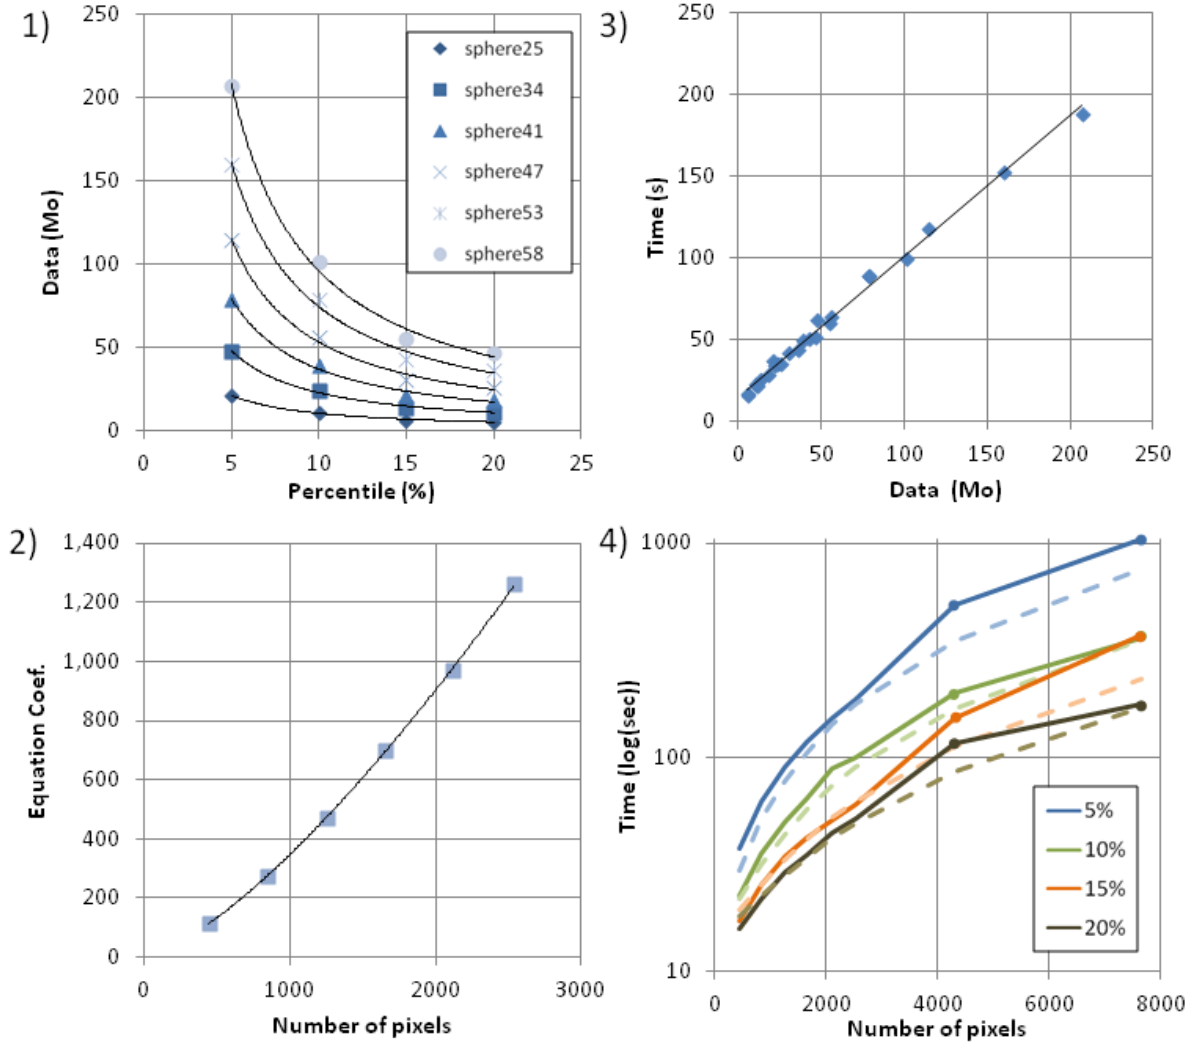 1)
250
200
150
100
50
0
Data (Mo)
0 5 10 15 20 25
Percentile (%)
sphere25
sphere34
sphere41
sphere47
sphere53
sphere58
3)
250
200
150
100
50
0
Time (s)
0 50 100 150 200 250
Data (Mo)
2)
1,400
1,200
1,000
800
600
400
200
0
Equation Coef.
0 1000 2000 3000
Number of pixels
4)
1000
100
10
Time (log(sec))
0 2000 4000 6000 8000
Number of pixels
5%
10%
15%
20%